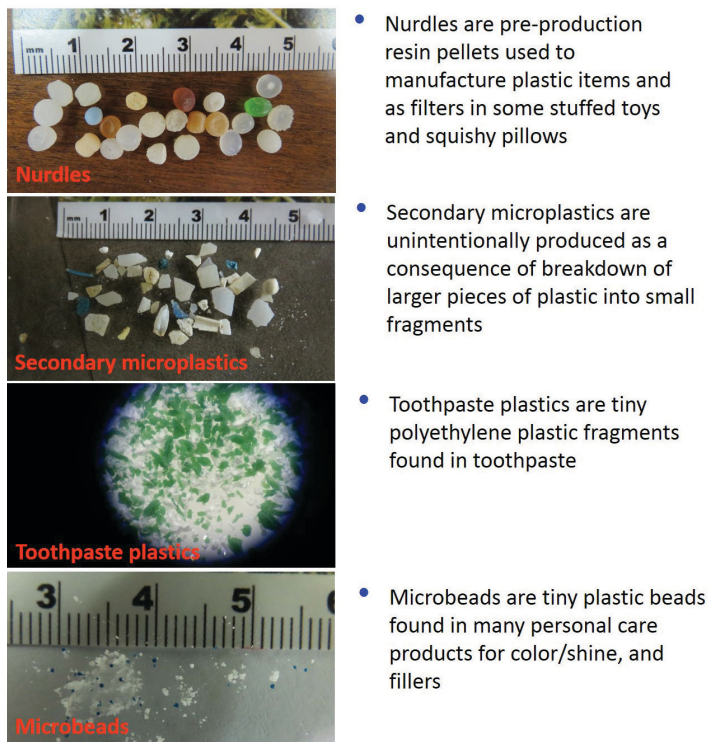 mm 1 2 3 4 5
Nurdles
• Nurdles are pre-production
resin pellets used to
manufacture plastic items and
as filters in some stuffed toys
and squishy pillows
mm 1 2 3 4 5
Secondary microplastics
• Secondary microplastics are
unintentionally produced as a
consequence of breakdown of
larger pieces of plastic into small
fragments
Toothpaste plastics
• Toothpaste plastics are tiny
polyethylene plastic fragments
found in toothpaste
3 4 5
Microbeads
• Microbeads are tiny plastic beads
found in many personal care
products for color/shine, and
fillers